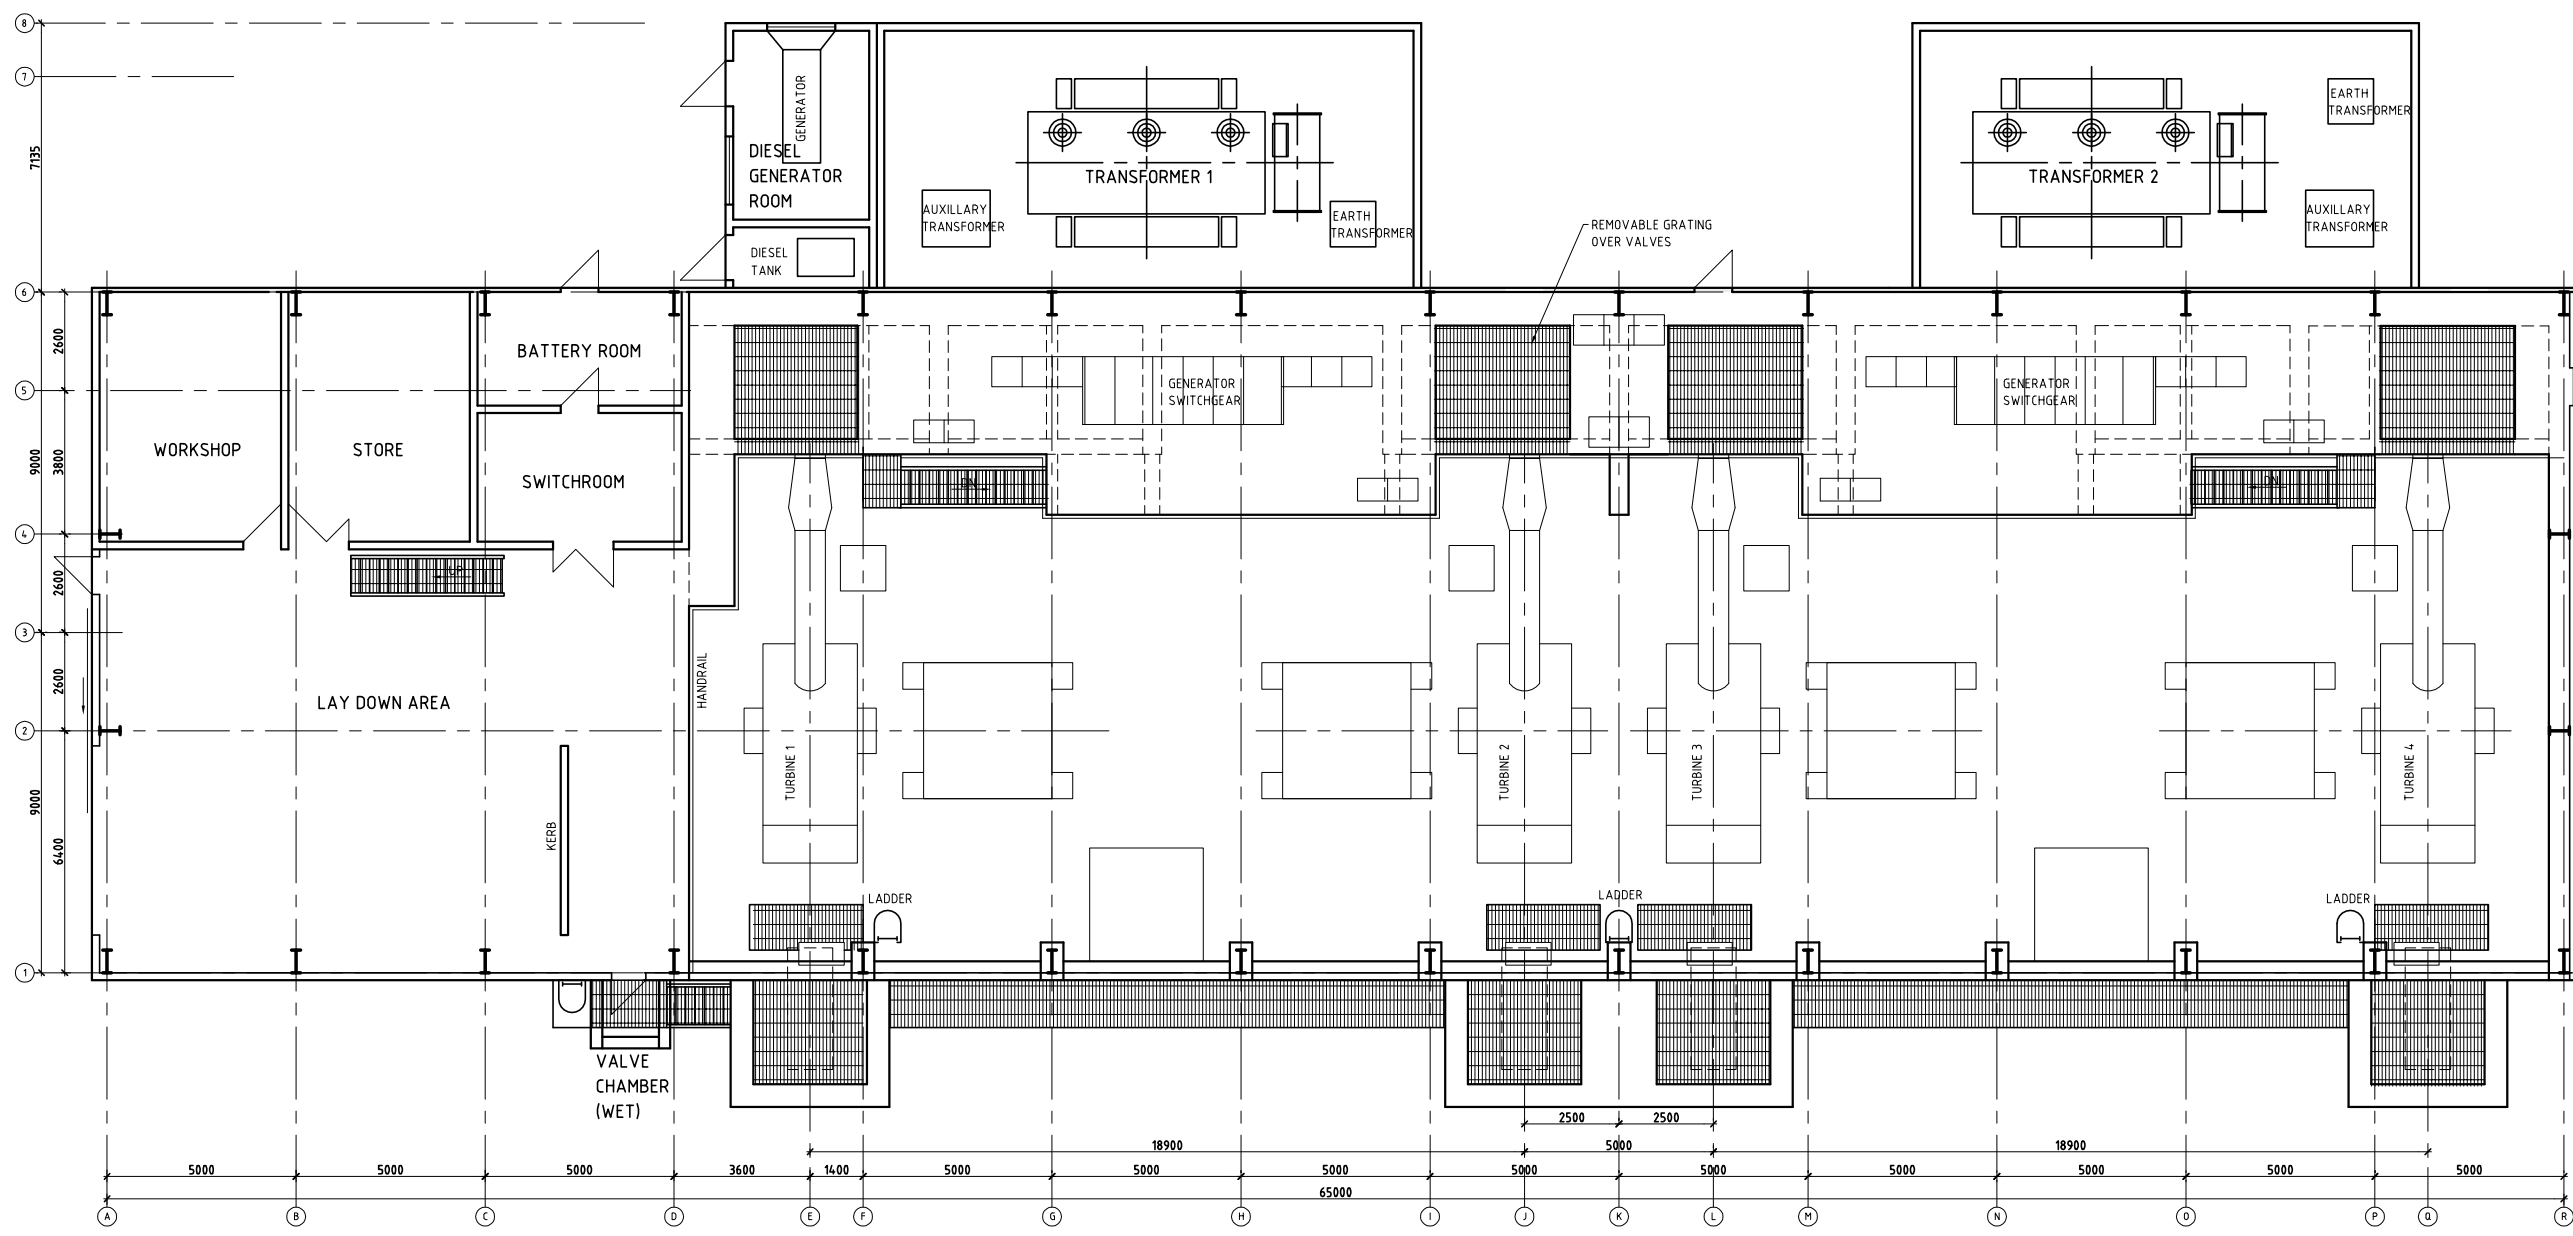 8
7
7135
GENERATOR
DIESEL
GENERATOR
ROOM
DIESEL
TANK
TRANSFORMER 1
AUXILLARY
TRANSFORMER
EARTH
TRANSFORMER
REMOVABLE GRATING
OVER VALVES
TRANSFORMER 2
EARTH
TRANSFORMER
AUXILLARY
TRANSFORMER
6
5
4
3
2
1
2600
9000
3800
2600
2600
9000
6400
WORKSHOP
STORE
BATTERY ROOM
SWITCHROOM
UP
LAY DOWN AREA
KERB
HANDRAIL
GENERATOR
SWITCHGEAR
GENERATOR
SWITCHGEAR
DN
DN
TURBINE 1
TURBINE 2
TURBINE 3
TURBINE 4
LADDER
LADDER
LADDER
VALVE
CHAMBER
(WET)
2500 2500
18900 5000 18900
5000 5000 5000 3600 1400 5000 5000 5000 5000 5000 5000 5000 5000 5000
65000
A B C D E F G H I J K L M N O P Q R